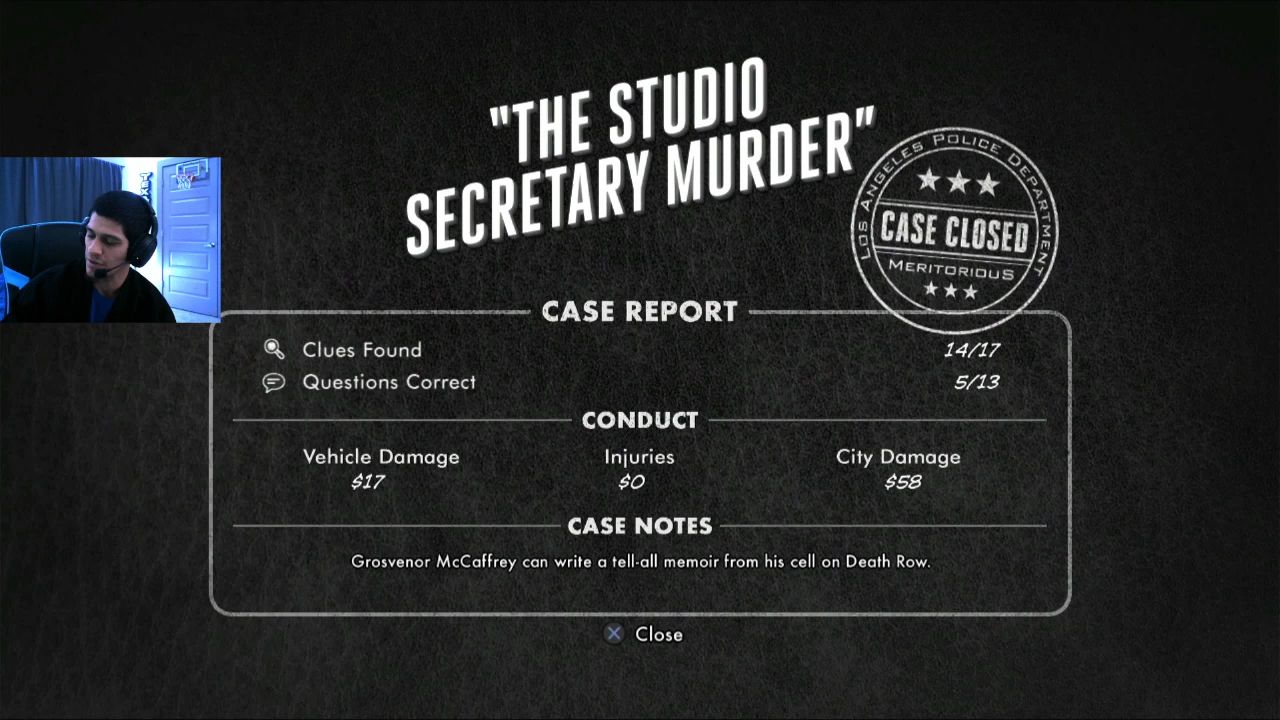 "THE STUDIO
SECRETARY MURDER"
LOS ANGELES POLICE DEPARTMENT
CASE CLOSED
MERITORIOUS
CASE REPORT
Clues Found 14/17
Questions Correct 5/13
CONDUCT
Vehicle Damage Injuries City Damage
$17 $0 $58
CASE NOTES
Grosvenor McCaffrey can write a tell-all memoir from his cell on Death Row.
Close